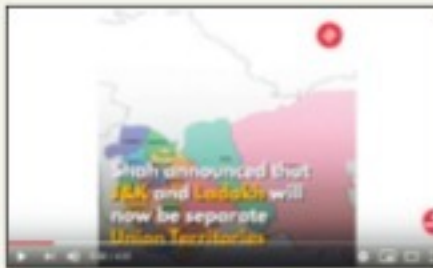 Shah announced that
J&K and Ladakh will
now be separate
Union Territories